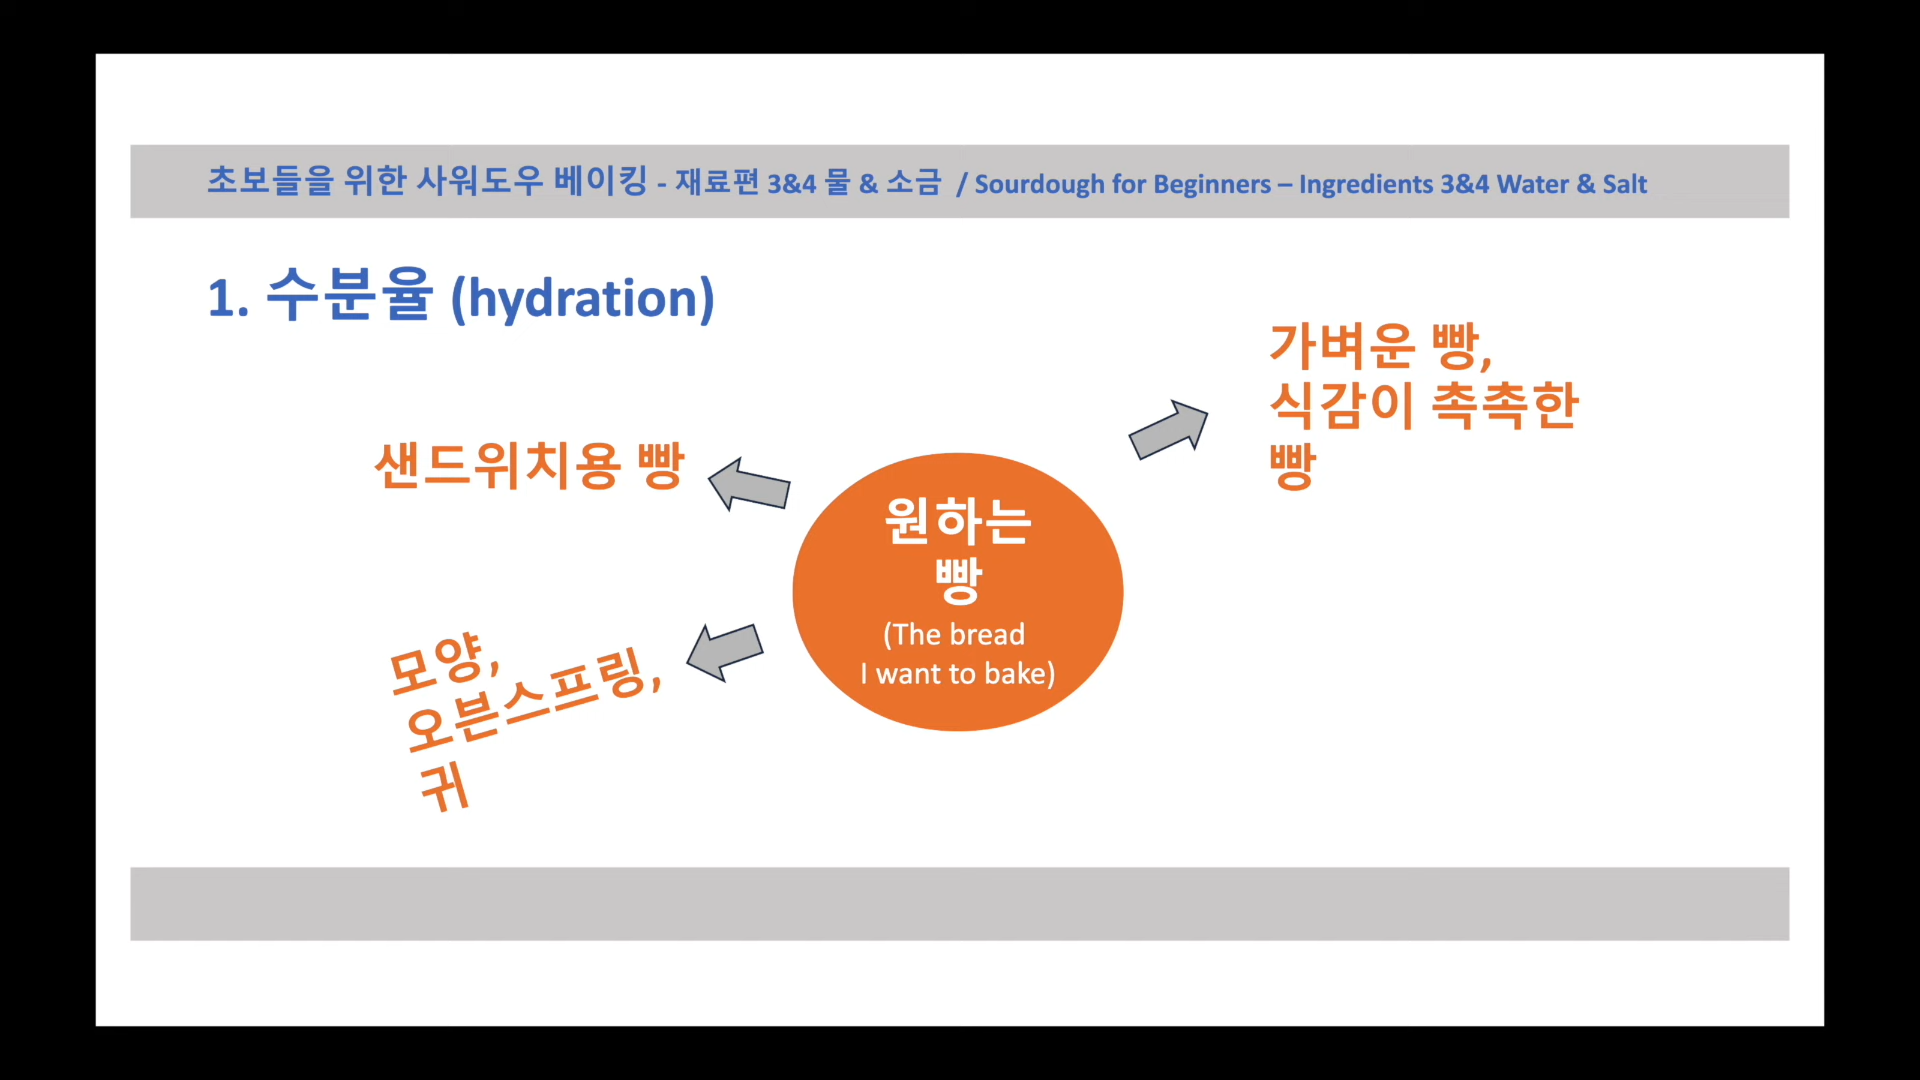 초보들을 위한 사워도우 베이킹 - 재료편 3&4 물 & 소금 / Sourdough for Beginners – Ingredients 3&4 Water & Salt
1. 수분율 (hydration)
가벼운 빵,
식감이 촉촉한
빵
샌드위치용 빵
원하는
빵
(The bread
I want to bake)
모양,
오븐스프링,
귀